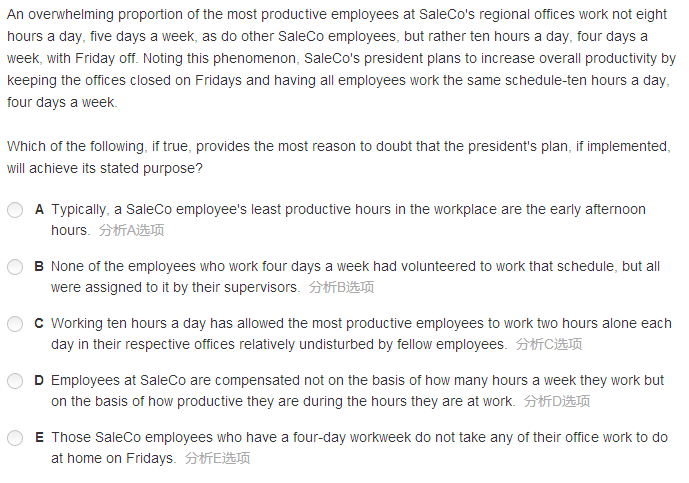 An overwhelming proportion of the most productive employees at SaleCo's regional offices work not eight
hours a day, five days a week, as do other SaleCo employees, but rather ten hours a day, four days a
week, with Friday off. Noting this phenomenon, SaleCo's president plans to increase overall productivity by
keeping the offices closed on Fridays and having all employees work the same schedule-ten hours a day,
four days a week.
Which of the following, if true, provides the most reason to doubt that the president's plan, if implemented,
will achieve its stated purpose?
A Typically, a SaleCo employee's least productive hours in the workplace are the early afternoon
hours. 分析A选项
B None of the employees who work four days a week had volunteered to work that schedule, but all
were assigned to it by their supervisors. 分析B选项
C Working ten hours a day has allowed the most productive employees to work two hours alone each
day in their respective offices relatively undisturbed by fellow employees. 分析C选项
D Employees at SaleCo are compensated not on the basis of how many hours a week they work but
on the basis of how productive they are during the hours they are at work. 分析D选项
E Those SaleCo employees who have a four-day workweek do not take any of their office work to do
at home on Fridays. 分析E选项